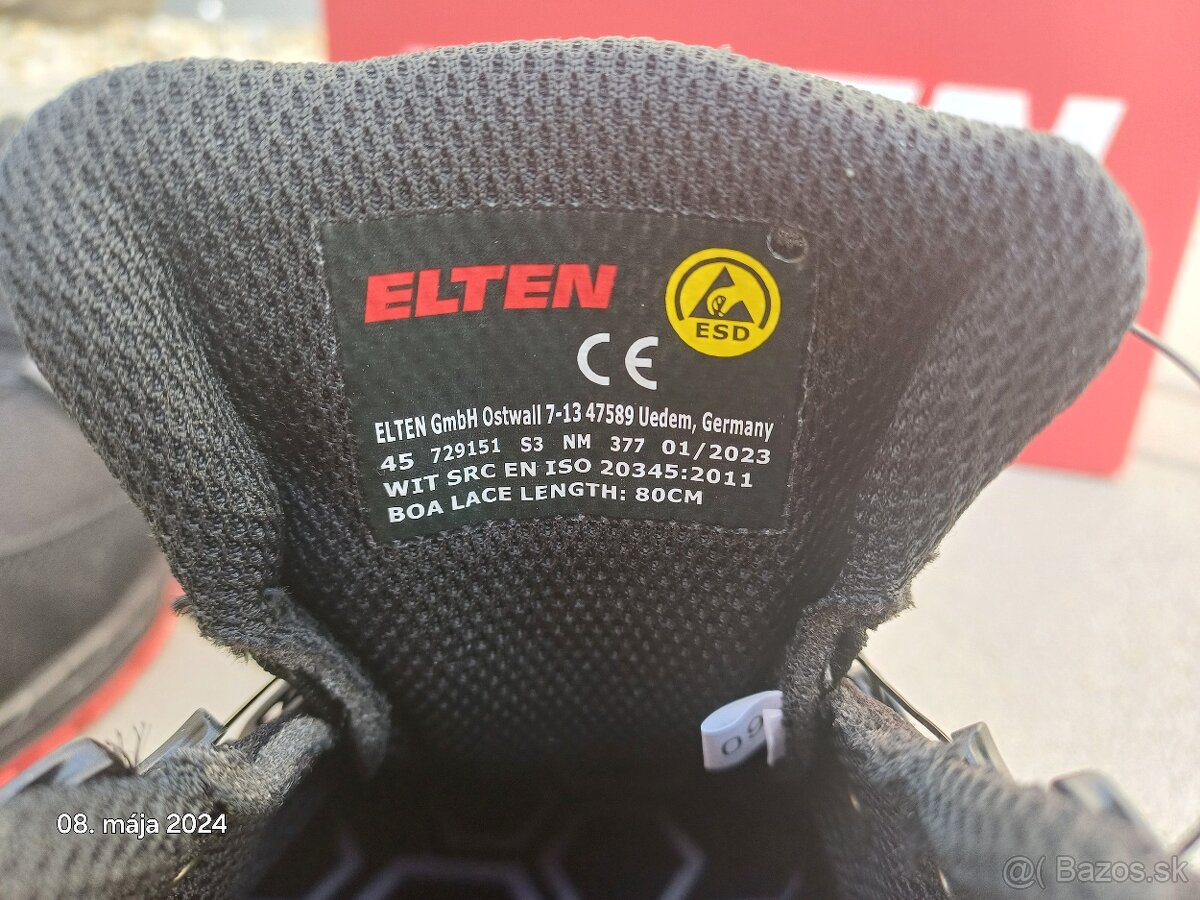 ELTEN
ESD
CE
ELTEN GmbH Ostwall 7-13 47589 Uedem, Germany
45 729151 S3 NM 377 01/2023
WIT SRC EN ISO 20345:2011
BOA LACE LENGTH: 80CM
08. mája 2024
@( Bazos.sk